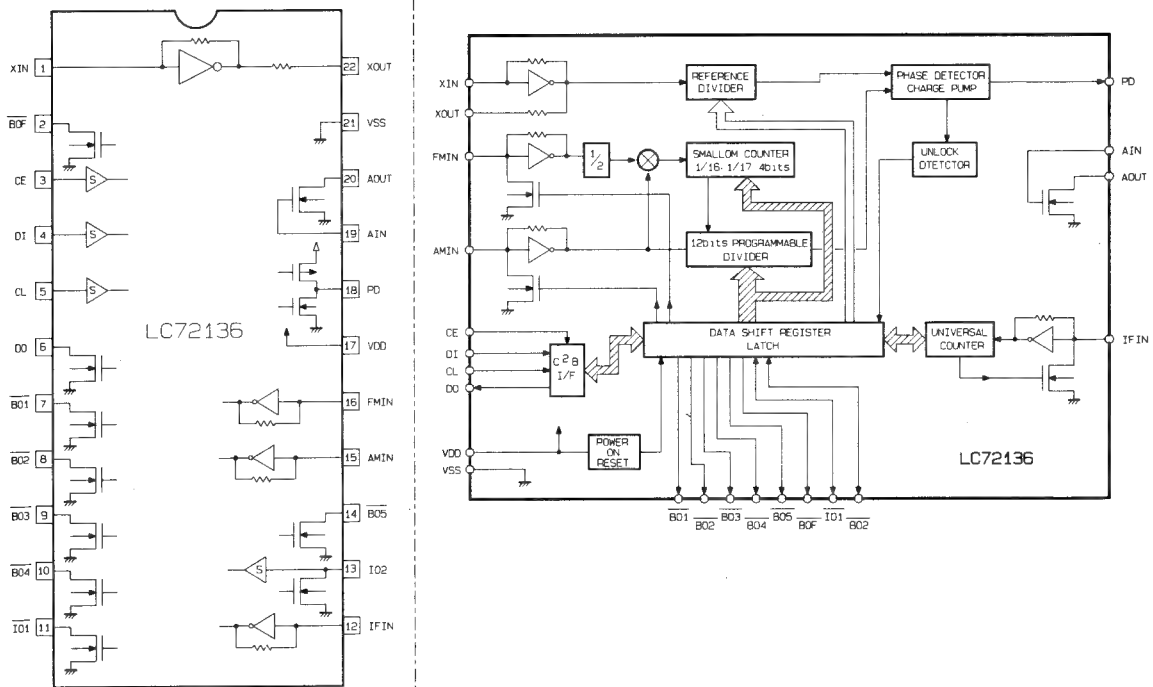 XIN 1
22 XOUT
BOF 2
21 VSS
CE 3
S
20 AOUT
DI 4
S
19 AIN
CL 5
S
18 PD
LC72136
DO 6
17 VDD
BO1 7
16 FMIN
BO2 8
15 AMIN
BO3 9
14 BO5
BO4 10
S
13 IO2
IO1 11
12 IFIN
XIN
REFERENCE
DIVIDER
PHASE DETECTOR
CHARGE PUMP
PD
XOUT
FMIN
1/2
SMALLOM COUNTER
1/16, 1/17 4bits
UNLOCK
DTETCTOR
AIN
AOUT
AMIN
12bits PROGRAMMABLE
DIVIDER
CE
DI
CL
DO
C2B
I/F
DATA SHIFT REGISTER
LATCH
UNIVERSAL
COUNTER
IFIN
VDD
POWER
ON
RESET
VSS
LC72136
BO1
BO2
BO3
BO4
BO5
BOF
IO1
BO2